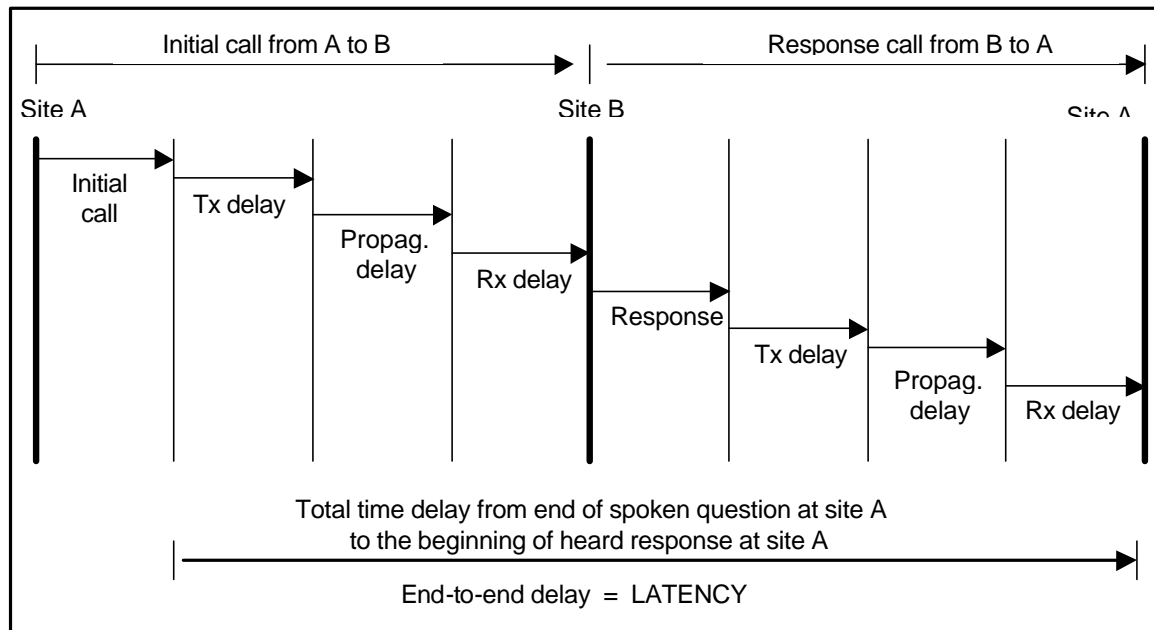 Initial call from A to B
Response call from B to A
Site A
Site B
Site A
Initial
call
Tx delay
Propag.
delay
Rx delay
Response
Tx delay
Propag.
delay
Rx delay
Total time delay from end of spoken question at site A
to the beginning of heard response at site A
End-to-end delay = LATENCY